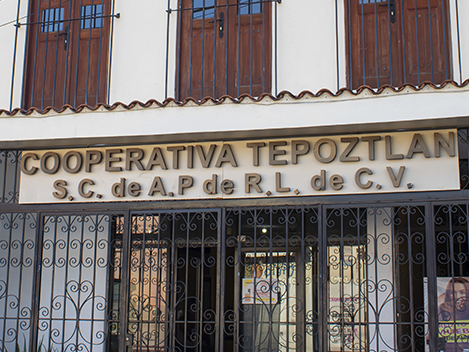 COOPERATIVA TEPOZTLAN
S. C. de A.P de R.L. de C.V.